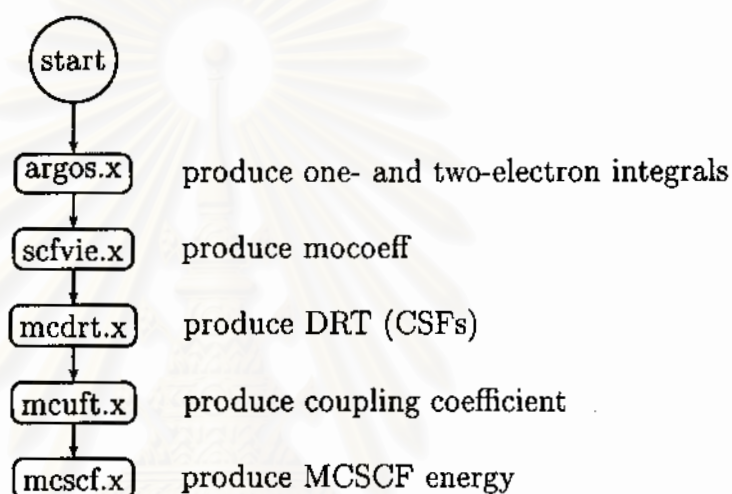 start
argos.x produce one- and two-electron integrals
scfvie.x produce mocoeff
mcdrt.x produce DRT (CSFs)
mcuft.x produce coupling coefficient
mcscf.x produce MCSCF energy